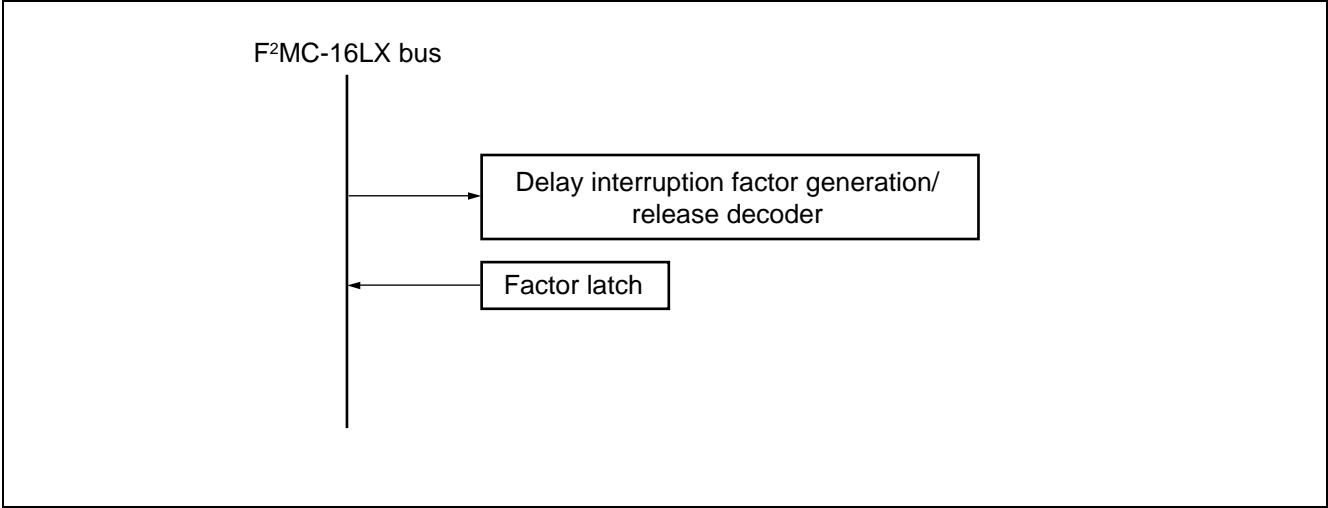 F²MC-16LX bus
Delay interruption factor generation/
release decoder
Factor latch